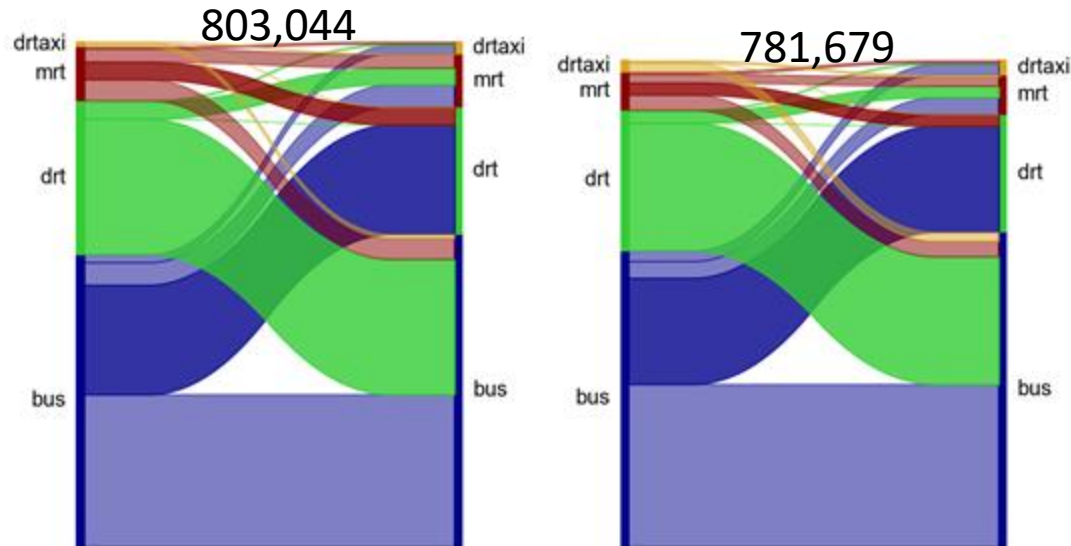 803,044
drtaxi
mrt
drt
bus
drtaxi
mrt
drt
bus
781,679
drtaxi
mrt
drt
bus
drtaxi
mrt
drt
bus